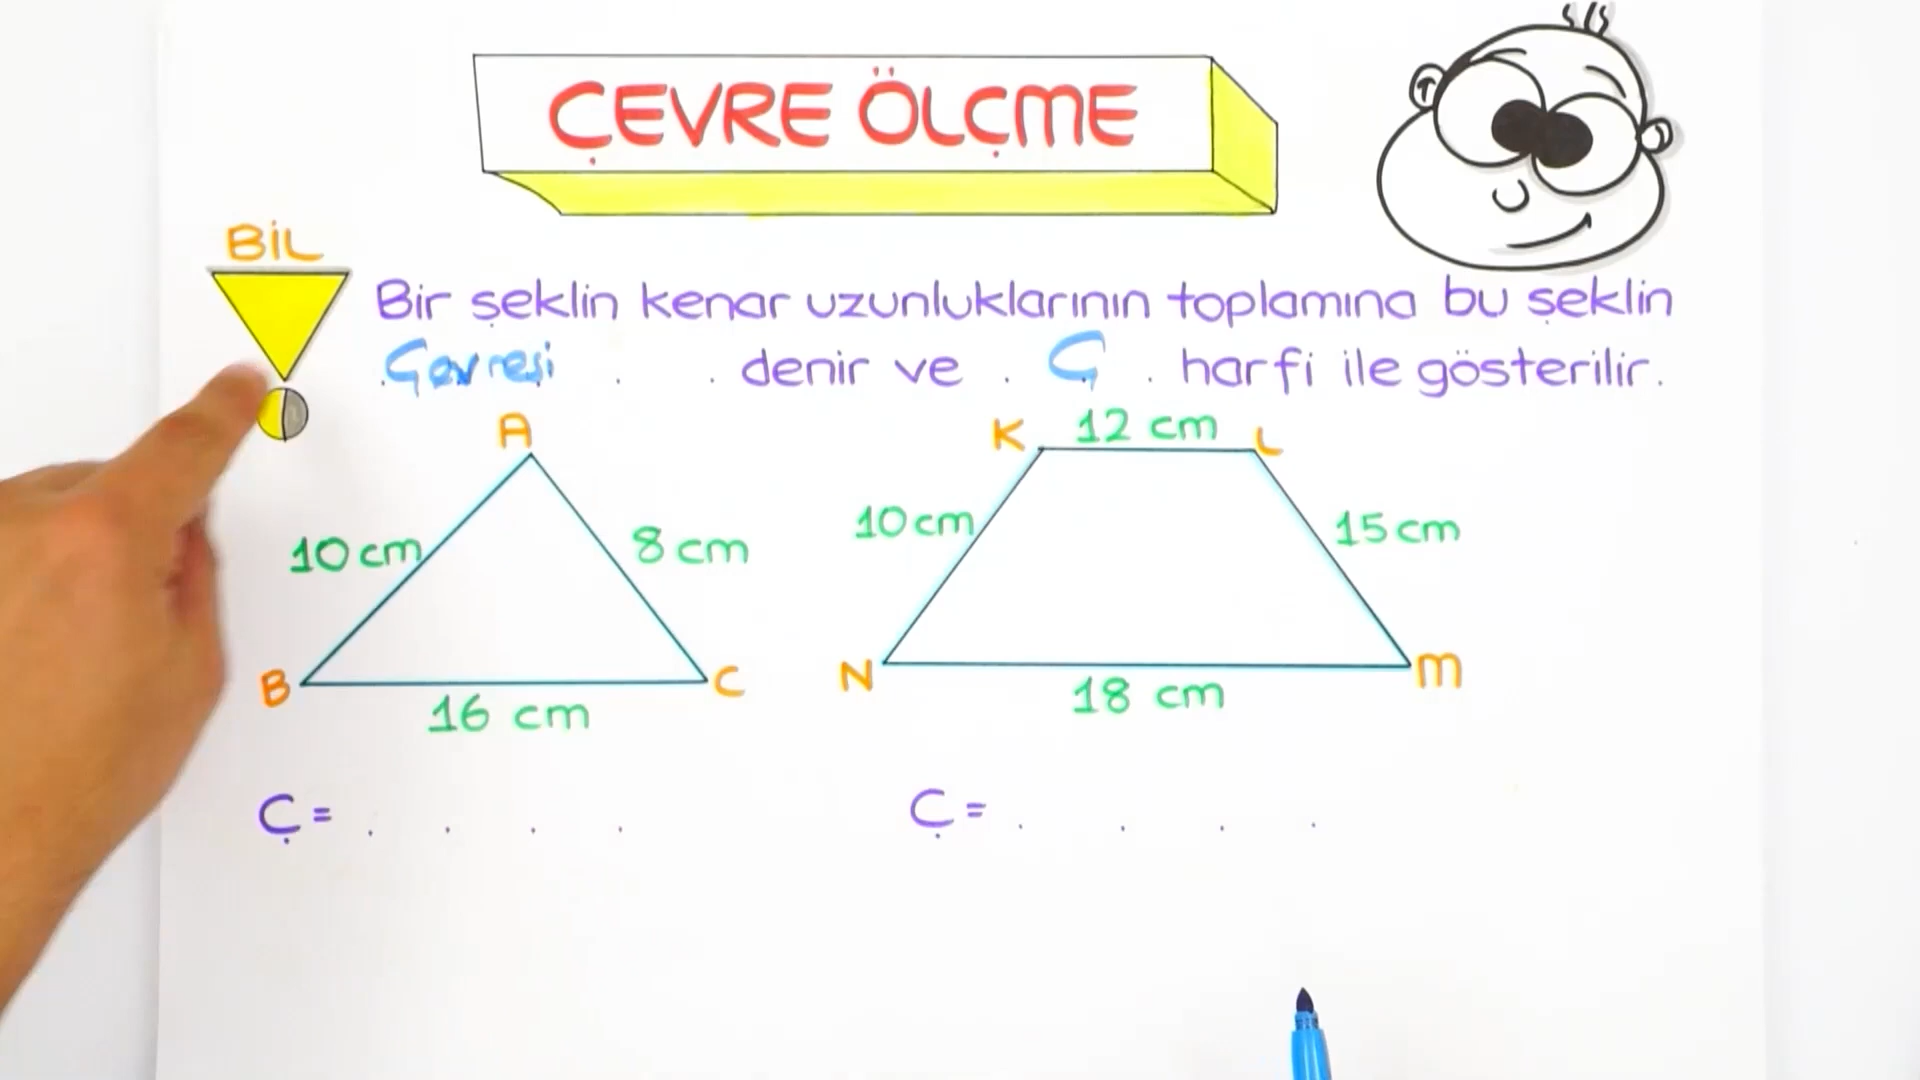 ÇEVRE ÖLÇME
BİL
Bir şeklin kenar uzunluklarının toplamına bu şeklin
.Çevresi . . denir ve . Ç . harfi ile gösterilir.
A
10 cm
8 cm
B
C
16 cm
K
12 cm
L
10 cm
15 cm
N
M
18 cm
Ç = . . . .
Ç = . . . .